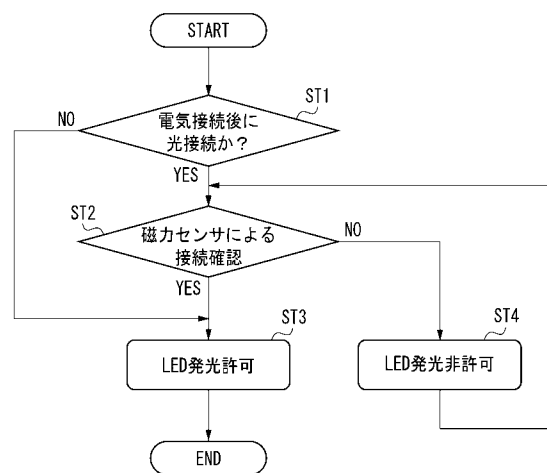 START
ST1
電気接続後に
光接続か？
NO
YES
ST2
磁力センサによる
接続確認
NO
YES
ST3
LED発光許可
ST4
LED発光非許可
END